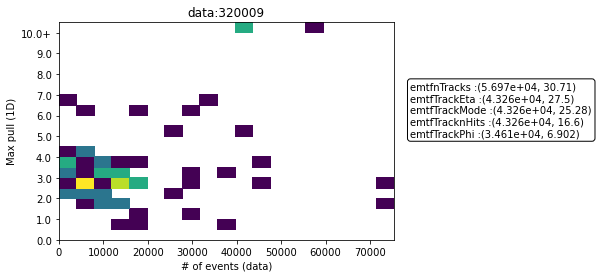 data:320009
Max pull (1D)
10.0+
9.0
8.0
7.0
6.0
5.0
4.0
3.0
2.0
1.0
0.0
0 10000 20000 30000 40000 50000 60000 70000
# of events (data)
emtfnTracks :(5.697e+04, 30.71)
emtfTrackEta :(4.326e+04, 27.5)
emtfTrackMode :(4.326e+04, 25.28)
emtfTracknHits :(4.326e+04, 16.6)
emtfTrackPhi :(3.461e+04, 6.902)